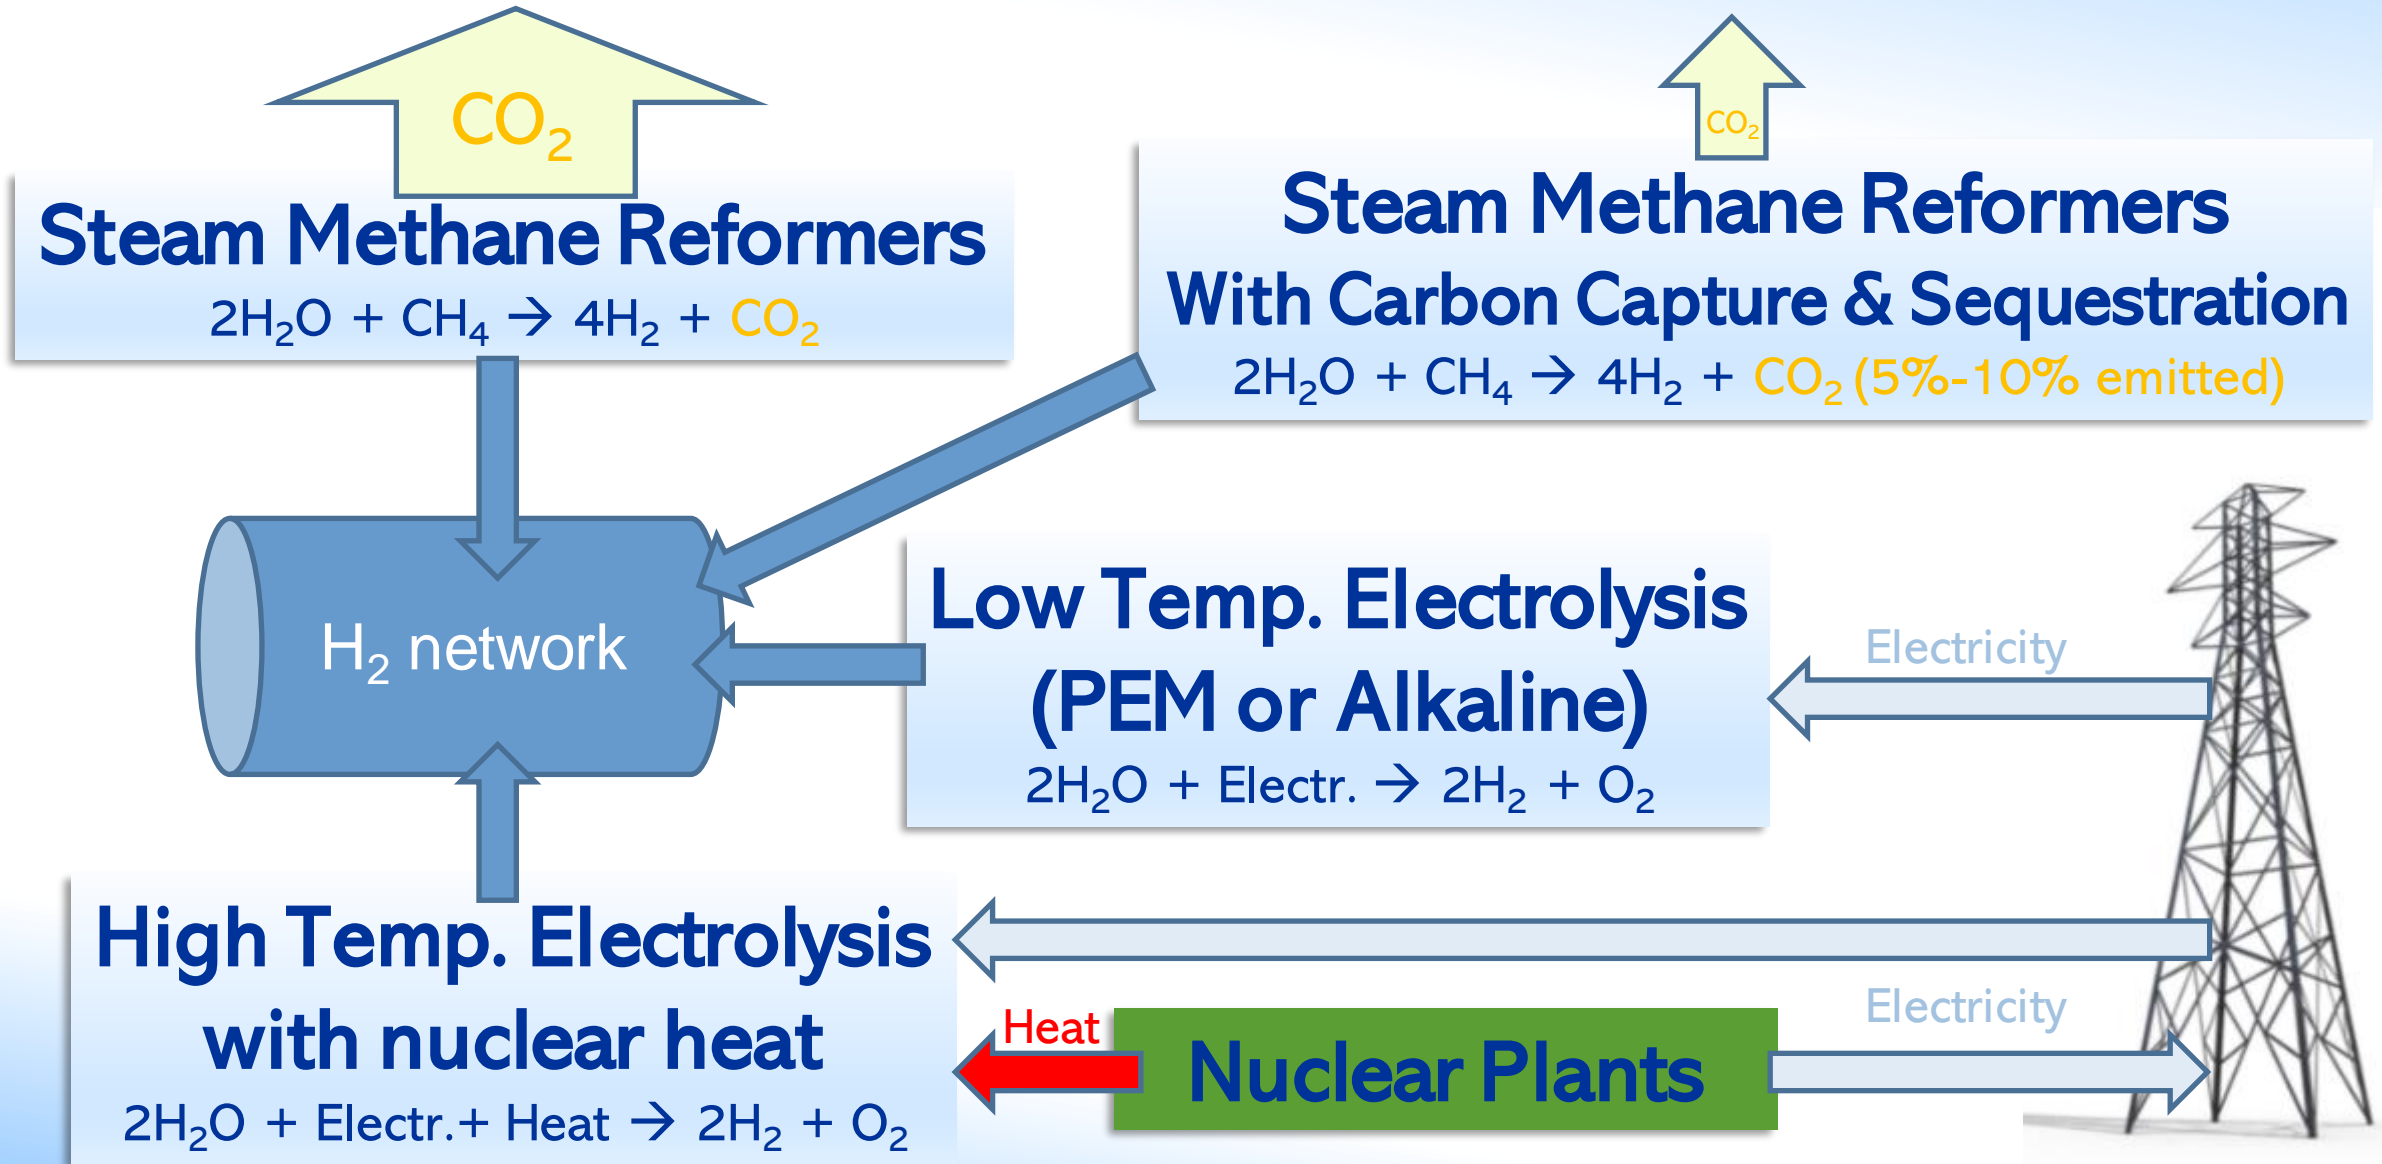 CO₂
Steam Methane Reformers
2H₂O + CH₄ → 4H₂ + CO₂
CO₂
Steam Methane Reformers
With Carbon Capture & Sequestration
2H₂O + CH₄ → 4H₂ + CO₂ (5%-10% emitted)
H₂ network
Low Temp. Electrolysis
(PEM or Alkaline)
2H₂O + Electr. → 2H₂ + O₂
Electricity
High Temp. Electrolysis
with nuclear heat
2H₂O + Electr.+ Heat → 2H₂ + O₂
Heat
Nuclear Plants
Electricity